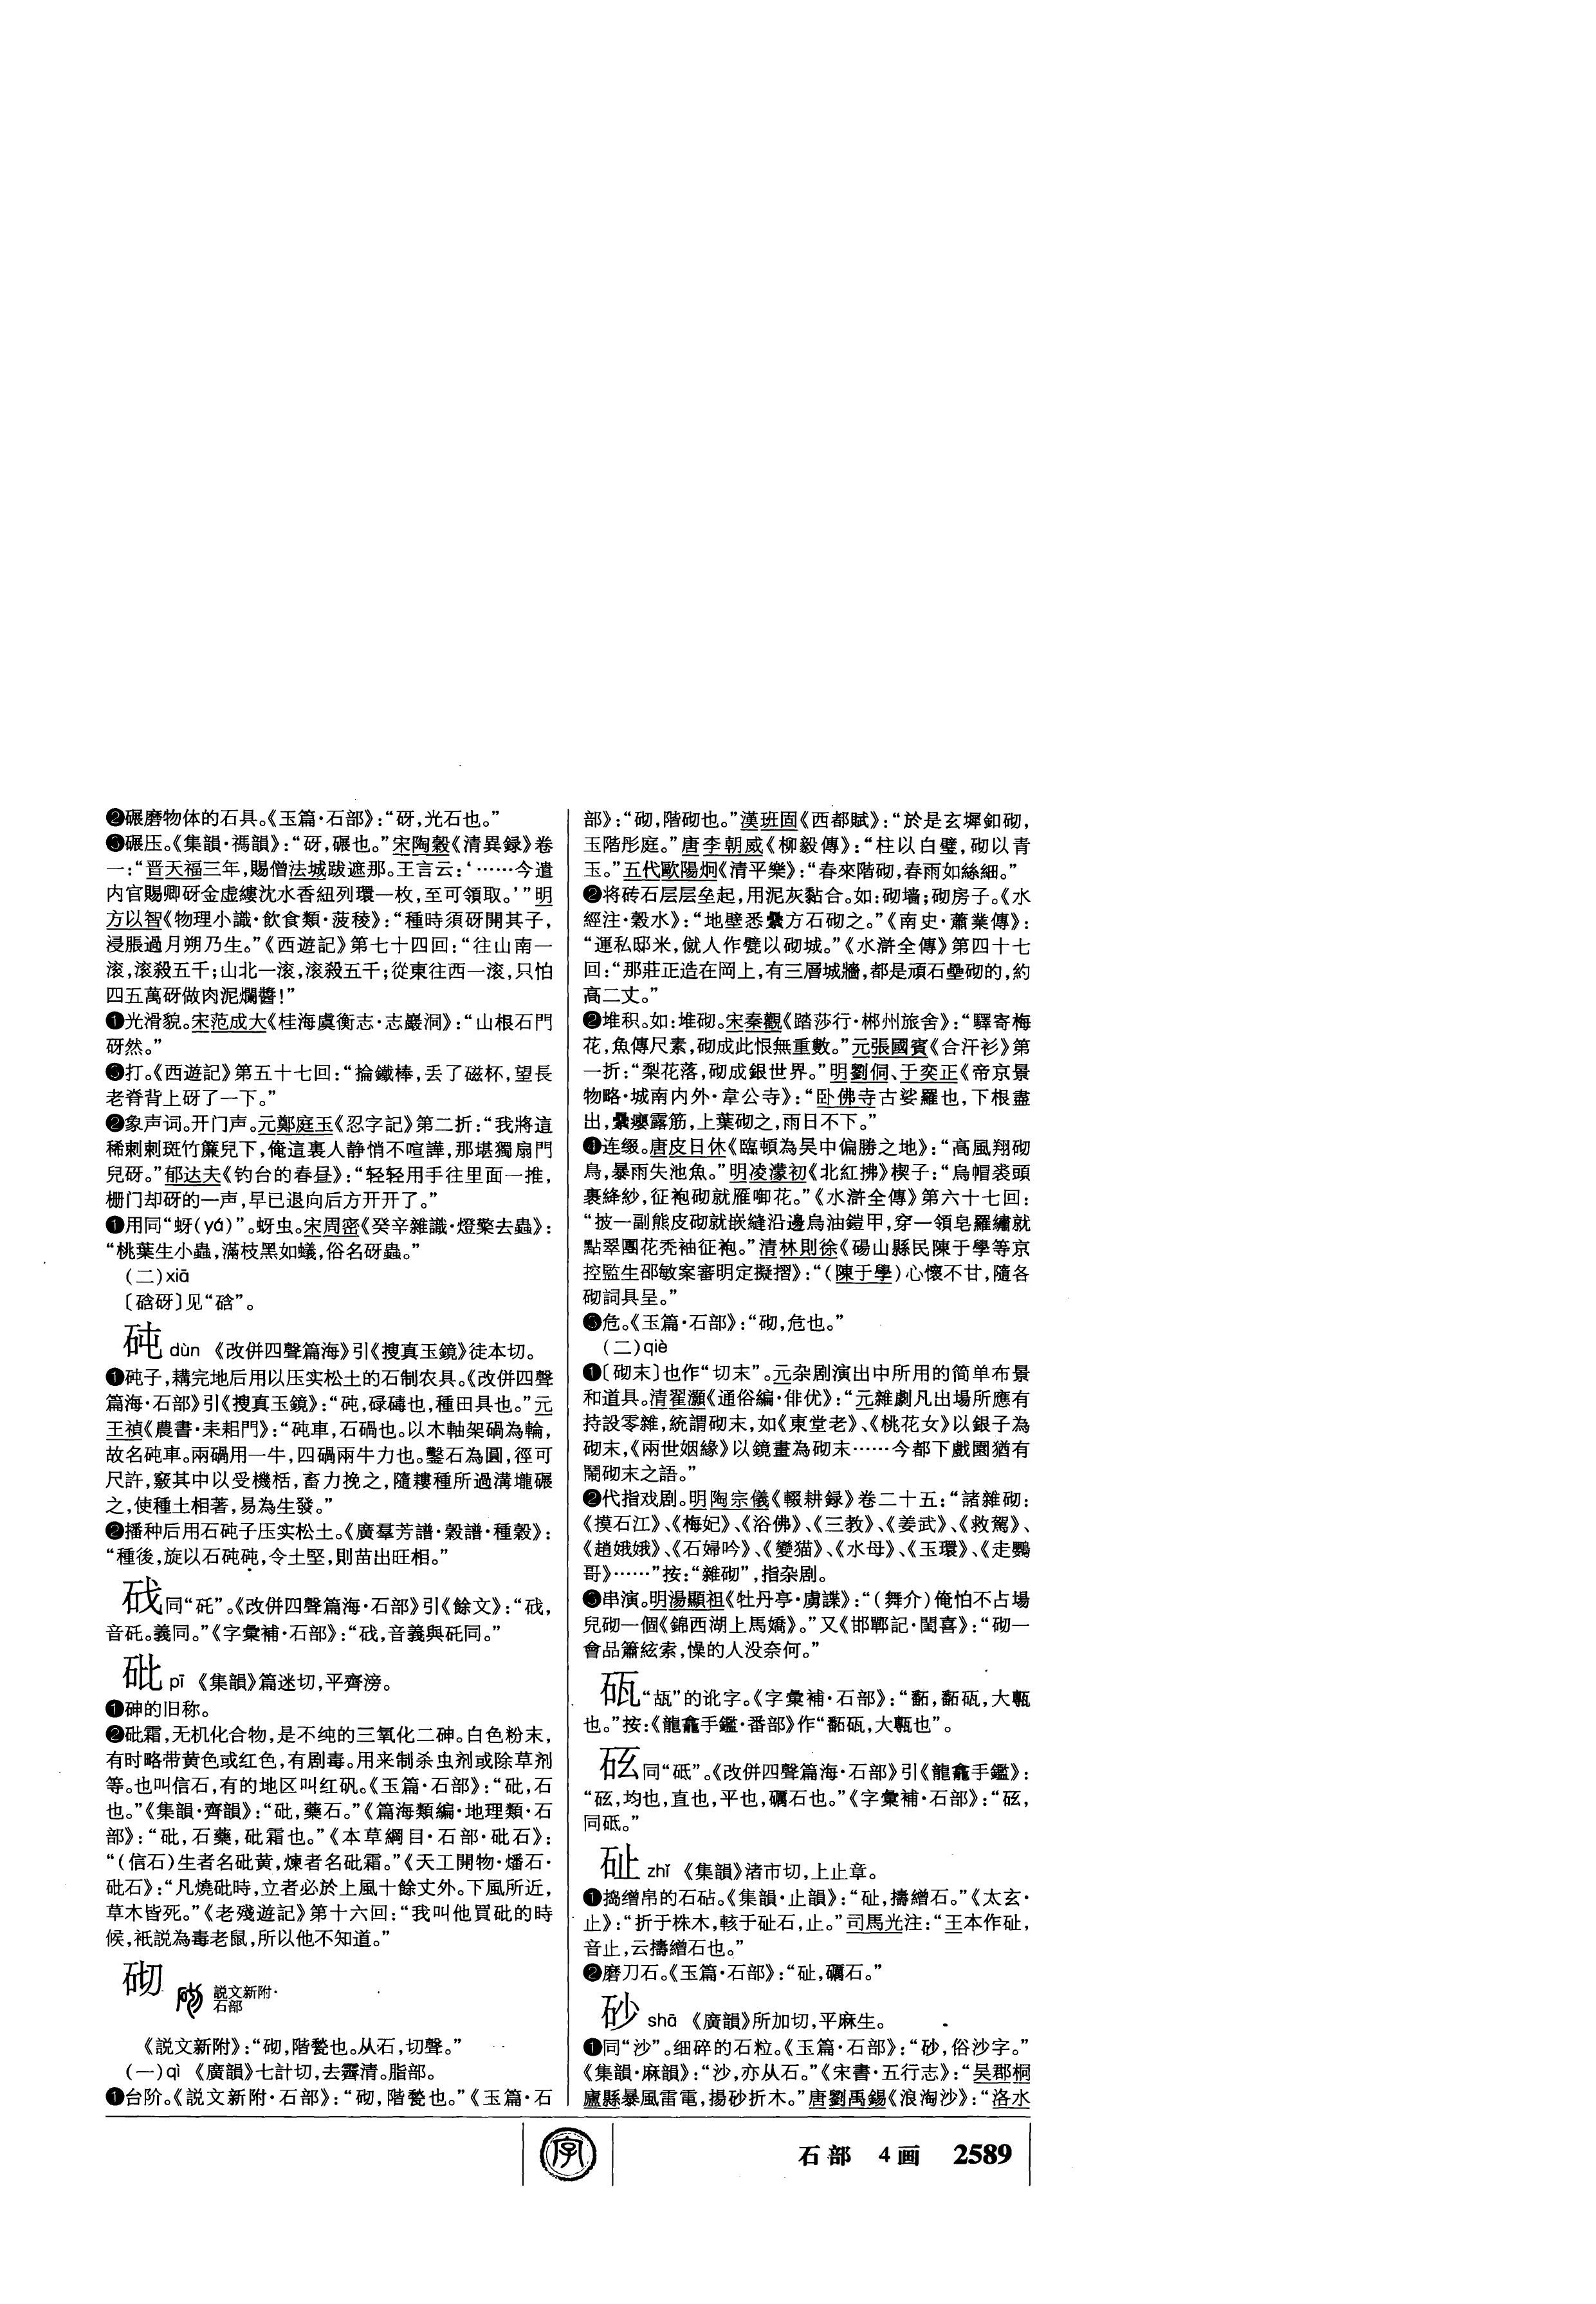 ❷碾磨物体的石具。《玉篇·石部》：“砑，光石也。”
❸碾压。《集韻·禡韻》：“砑，碾也。”宋陶穀《清異録》卷
一：“晋天福三年，賜僧法城跋遮那。王言云：‘……今遣
内官賜卿砑金虚縷沈水香紐列環一枚，至可領取。’”明
方以智《物理小識·飲食類·菠稜》：“種時須砑開其子，
浸脹過月朔乃生。”《西遊記》第七十四回：“往山南一
滚，滚殺五千；山北一滚，滚殺五千；從東往西一滚，只怕
四五萬砑做肉泥爛醬！”
❶光滑貌。宋范成大《桂海虞衡志·志巖洞》：“山根石門
砑然。”
❺打。《西遊記》第五十七回：“掄鐵棒，丢了磁杯，望長
老脊背上砑了一下。”
❷象声词。开门声。元鄭庭玉《忍字記》第二折：“我將這
稀剌剌斑竹簾兒下，俺這裏人静悄不喧譁，那堪獨扇門
兒砑。”郁达夫《钓台的春昼》：“轻轻用手往里面一推，
栅门却砑的一声，早已退向后方开开了。”
❶用同“蚜(yá)”。蚜虫。宋周密《癸辛雜識·燈檠去蟲》：
“桃葉生小蟲，滿枝黑如蟻，俗名砑蟲。”
(二)xiā
〔硆砑〕见“硆”。
砘 dùn 《改併四聲篇海》引《搜真玉鏡》徒本切。
❶砘子，耩完地后用以压实松土的石制农具。《改併四聲
篇海·石部》引《搜真玉鏡》：“砘，碌碡也，種田具也。”元
王禎《農書·耒耜門》：“砘車，石碢也。以木軸架碢為輪，
故名砘車。兩碢用一牛，四碢兩牛力也。鑿石為圓，徑可
尺許，竅其中以受機栝，畜力挽之，隨耬種所過溝壠碾
之，使種土相著，易為生發。”
❷播种后用石砘子压实松土。《廣羣芳譜·穀譜·種穀》：
“種後，旋以石砘砘，令土堅，則苗出旺相。”
䂦同“矺”。《改併四聲篇海·石部》引《餘文》：“䂦，
音矺。義同。”《字彙補·石部》：“䂦，音義與矺同。”
砒 pī 《集韻》篇迷切，平齊滂。
❶砷的旧称。
❷砒霜，无机化合物，是不纯的三氧化二砷。白色粉末，
有时略带黄色或红色，有剧毒。用来制杀虫剂或除草剂
等。也叫信石，有的地区叫红矾。《玉篇·石部》：“砒，石
也。”《集韻·齊韻》：“砒，藥石。”《篇海類編·地理類·石
部》：“砒，石藥，砒霜也。”《本草綱目·石部·砒石》：
“(信石)生者名砒黄，煉者名砒霜。”《天工開物·燔石·
砒石》：“凡燒砒時，立者必於上風十餘丈外。下風所近，
草木皆死。”《老殘遊記》第十六回：“我叫他買砒的時
候，衹説為毒老鼠，所以他不知道。”
砌
説文新附·
石部
《説文新附》：“砌，階甃也。从石，切聲。”
(一)qì 《廣韻》七計切，去霽清。脂部。
❶台阶。《説文新附·石部》：“砌，階甃也。”《玉篇·石
部》：“砌，階砌也。”漢班固《西都賦》：“於是玄墀釦砌，
玉階彤庭。”唐李朝威《柳毅傳》：“柱以白璧，砌以青
玉。”五代歐陽炯《清平樂》：“春來階砌，春雨如絲細。”
❷将砖石层层垒起，用泥灰黏合。如：砌墙；砌房子。《水
經注·穀水》：“地壁悉纍方石砌之。”《南史·蕭業傳》：
“運私邸米，僦人作甓以砌城。”《水滸全傳》第四十七
回：“那莊正造在岡上，有三層城牆，都是頑石壘砌的，約
高二丈。”
❷堆积。如：堆砌。宋秦觀《踏莎行·郴州旅舍》：“驛寄梅
花，魚傳尺素，砌成此恨無重數。”元張國賓《合汗衫》第
一折：“梨花落，砌成銀世界。”明劉侗、于奕正《帝京景
物略·城南内外·韋公寺》：“卧佛寺古娑羅也，下根盡
出，纍癭露筋，上葉砌之，雨日不下。”
❹连缀。唐皮日休《臨頓為吴中偏勝之地》：“高風翔砌
鳥，暴雨失池魚。”明凌濛初《北紅拂》楔子：“烏帽裘頭
裹絳紗，征袍砌就雁啣花。”《水滸全傳》第六十七回：
“披一副熊皮砌就嵌縫沿邊烏油鎧甲，穿一領皂羅繡就
點翠團花秃袖征袍。”清林則徐《碭山縣民陳于學等京
控監生邵敏案審明定擬摺》：“(陳于學)心懷不甘，隨各
砌詞具呈。”
❺危。《玉篇·石部》：“砌，危也。”
(二)qiè
❶〔砌末〕也作“切末”。元杂剧演出中所用的简单布景
和道具。清翟灝《通俗編·俳优》：“元雜劇凡出場所應有
持設零雜，統謂砌末，如《東堂老》、《桃花女》以銀子為
砌末，《兩世姻緣》以鏡畫為砌末……今都下戲園猶有
鬧砌末之語。”
❷代指戏剧。明陶宗儀《輟耕録》卷二十五：“諸雜砌：
《摸石江》、《梅妃》、《浴佛》、《三教》、《姜武》、《救駕》、
《趙娥娥》、《石婦吟》、《變猫》、《水母》、《玉環》、《走鸚
哥》……”按：“雜砌”，指杂剧。
❸串演。明湯顯祖《牡丹亭·虜諜》：“(舞介)俺怕不占場
兒砌一個《錦西湖上馬嬌》。”又《邯鄲記·閨喜》：“砌一
會品簫絃索，懆的人没奈何。”
砙“㼝”的讹字。《字彙補·石部》：“㽃，㽃砙，大瓶
也。”按：《龍龕手鑑·番部》作“㽃砙，大瓶也”。
砇同“砥”。《改併四聲篇海·石部》引《龍龕手鑑》：
“砇，均也，直也，平也，礪石也。”《字彙補·石部》：“砇，
同砥。”
砋 zhǐ 《集韻》渚市切，上止章。
❶捣缯帛的石砧。《集韻·止韻》：“砋，擣繒石。”《太玄·
止》：“折于株木，輆于砋石，止。”司馬光注：“王本作砋，
音止，云擣繒石也。”
❷磨刀石。《玉篇·石部》：“砋，礪石。”
砂 shā 《廣韻》所加切，平麻生。
❶同“沙”。细碎的石粒。《玉篇·石部》：“砂，俗沙字。”
《集韻·麻韻》：“沙，亦从石。”《宋書·五行志》：“吴郡桐
廬縣暴風雷電，揚砂折木。”唐劉禹錫《浪淘沙》：“洛水
字
石部 4画 2589